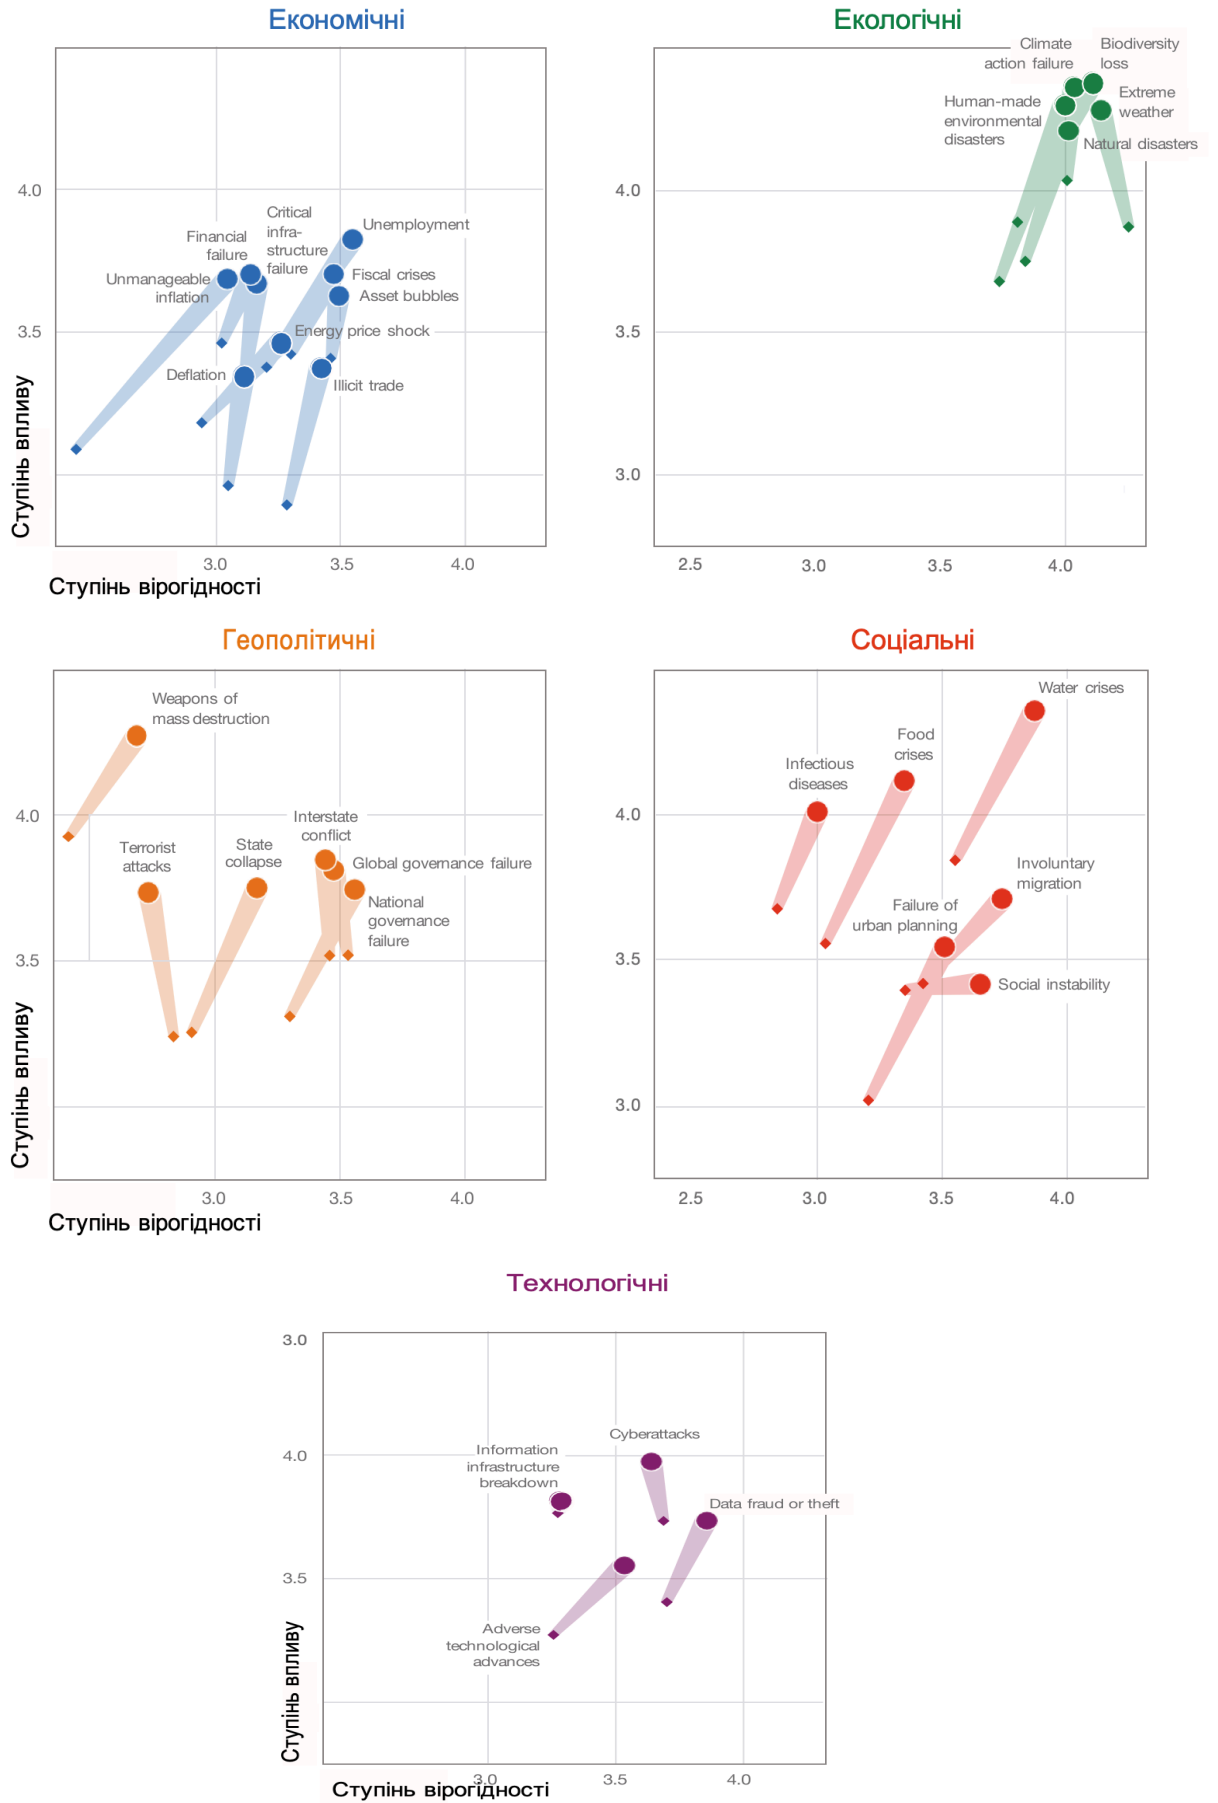 Економічні
4.0
3.5
Critical
infra-
structure
failure
Financial
failure
Unmanageable
inflation
Unemployment
Fiscal crises
Asset bubbles
Energy price shock
Deflation
Illicit trade
Ступінь впливу
3.0
3.5
4.0
Ступінь вірогідності
Екологічні
Climate
action failure
Biodiversity
loss
Human-made
environmental
disasters
Extreme
weather
Natural disasters
4.0
3.5
3.0
2.5
3.0
3.5
4.0
Геополітичні
Weapons of
mass destruction
4.0
Terrorist
attacks
State
collapse
Interstate
conflict
Global governance failure
National
governance
failure
3.5
Ступінь впливу
3.0
3.5
4.0
Ступінь вірогідності
Соціальні
Water crises
Food
crises
Infectious
diseases
4.0
Involuntary
migration
Failure of
urban planning
3.5
Social instability
3.0
2.5
3.0
3.5
4.0
Технологічні
3.0
4.0
Cyberattacks
Information
infrastructure
breakdown
Data fraud or theft
3.5
Adverse
technological
advances
Ступінь впливу
3.0
3.5
4.0
Ступінь вірогідності